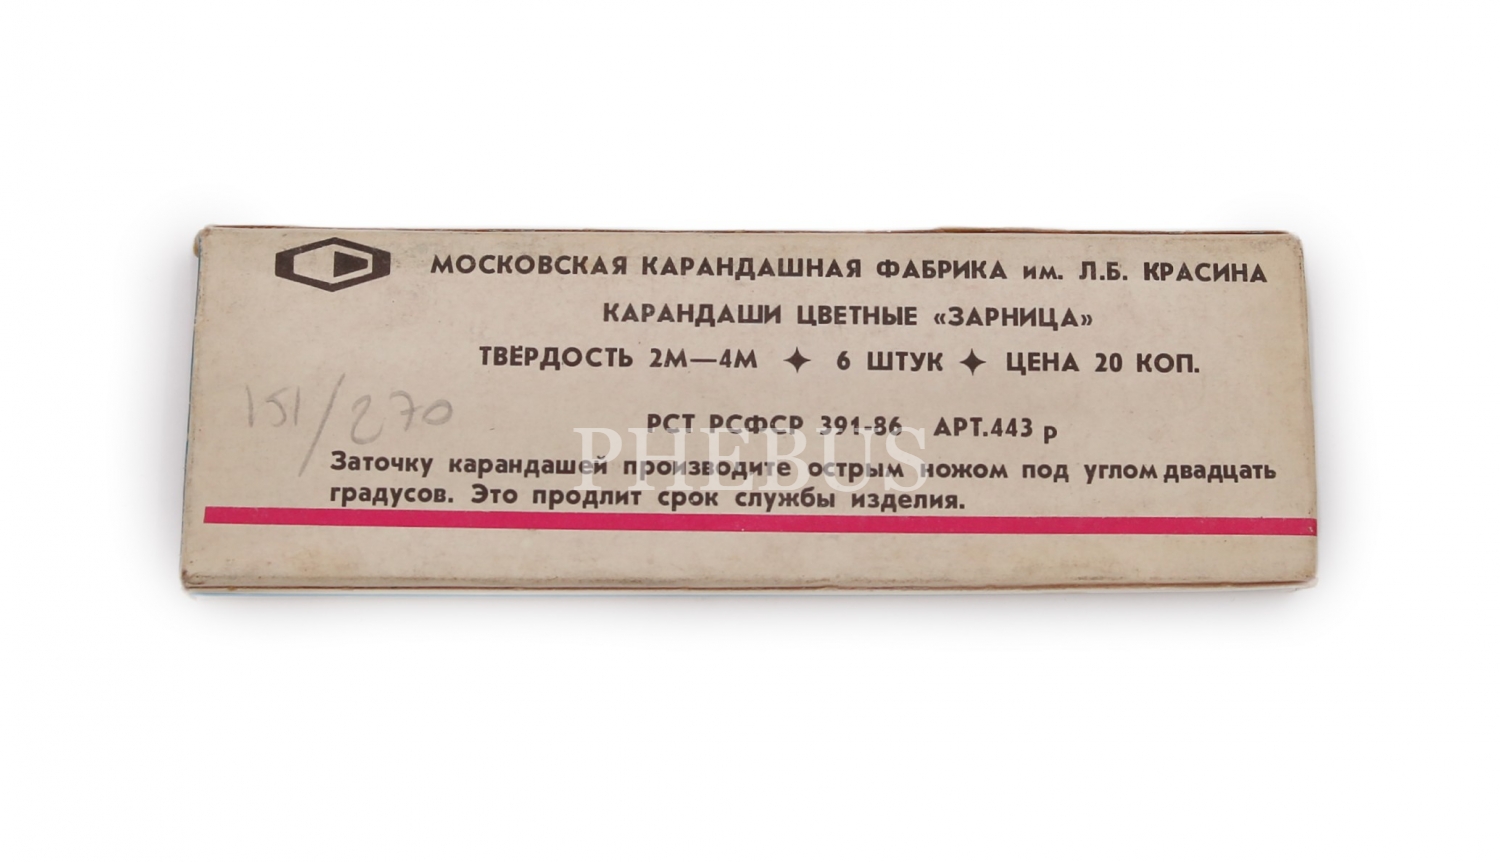 МОСКОВСКАЯ КАРАНДАШНАЯ ФАБРИКА им. Л.Б. КРАСИНА
КАРАНДАШИ ЦВЕТНЫЕ «ЗАРНИЦА»
ТВЁРДОСТЬ 2М—4М ✦ 6 ШТУК ✦ ЦЕНА 20 КОП.
151/270
РСТ РСФСР 391-86 АРТ.443 р
PHEBUS
Заточку карандашей производите острым ножом под углом двадцать
градусов. Это продлит срок службы изделия.